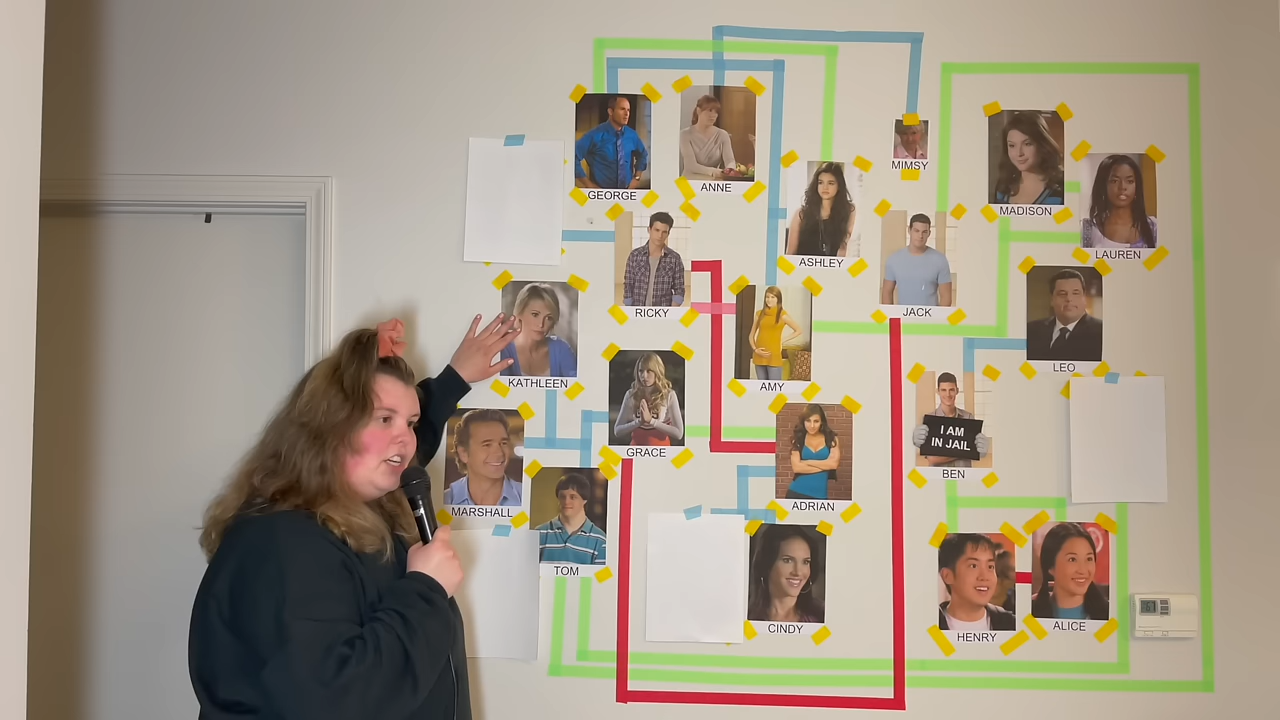 GEORGE
ANNE
MIMSY
MADISON
LAUREN
ASHLEY
RICKY
JACK
LEO
KATHLEEN
AMY
GRACE
I AM
IN JAIL
BEN
MARSHALL
ADRIAN
TOM
CINDY
HENRY
ALICE